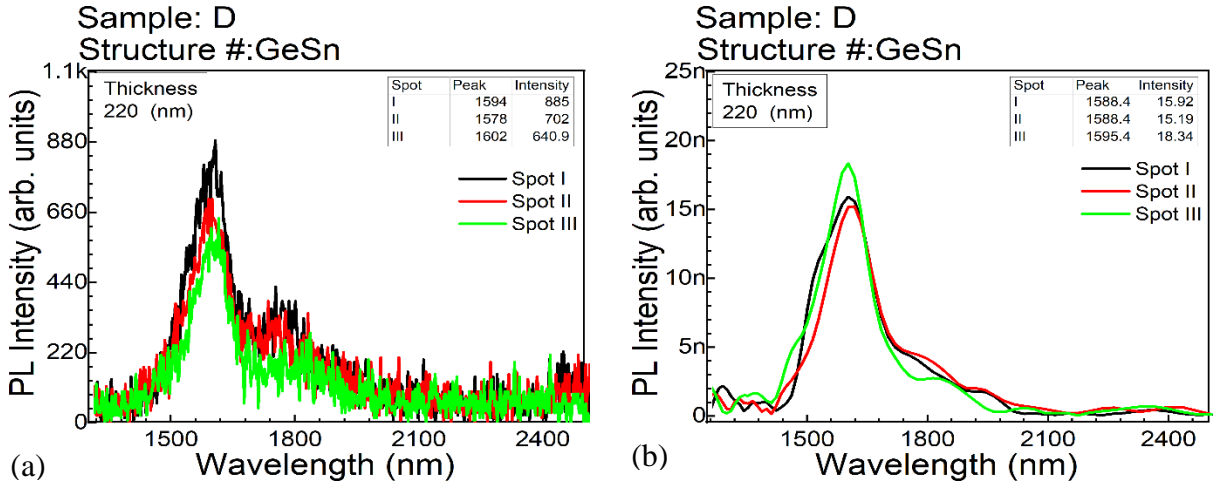 Sample: D
Structure #:GeSn
1.1k
880
660
440
220
0
PL Intensity (arb. units)
Thickness
220 (nm)
Spot Peak Intensity
I 1594 885
II 1578 702
III 1602 640.9
Spot I
Spot II
Spot III
1500 1800 2100 2400
Wavelength (nm)
(a)
Sample: D
Structure #:GeSn
25n
20n
15n
10n
5n
0
PL Intensity (arb. units)
Thickness
220 (nm)
Spot Peak Intensity
I 1588.4 15.92
II 1588.4 15.19
III 1595.4 18.34
Spot I
Spot II
Spot III
1500 1800 2100 2400
Wavelength (nm)
(b)